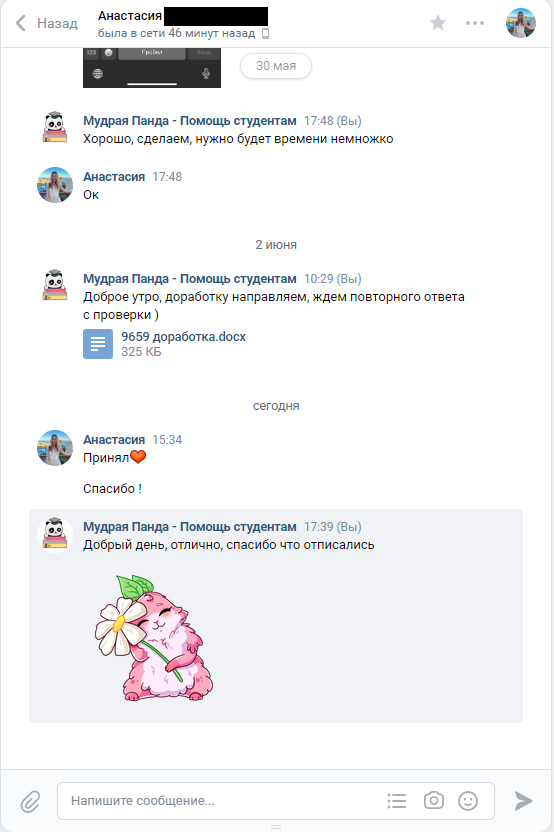 Назад
Анастасия
была в сети 46 минут назад
123
Пробел
30 мая
Мудрая Панда - Помощь студентам 17:48 (Вы)
Хорошо, сделаем, нужно будет времени немножко
Анастасия 17:48
Ок
2 июня
Мудрая Панда - Помощь студентам 10:29 (Вы)
Доброе утро, доработку направляем, ждем повторного ответа
с проверки )
9659 доработка.docx
325 КБ
сегодня
Анастасия 15:34
Принял❤
Спасибо !
Мудрая Панда - Помощь студентам 17:39 (Вы)
Добрый день, отлично, спасибо что отписались
Напишите сообщение...